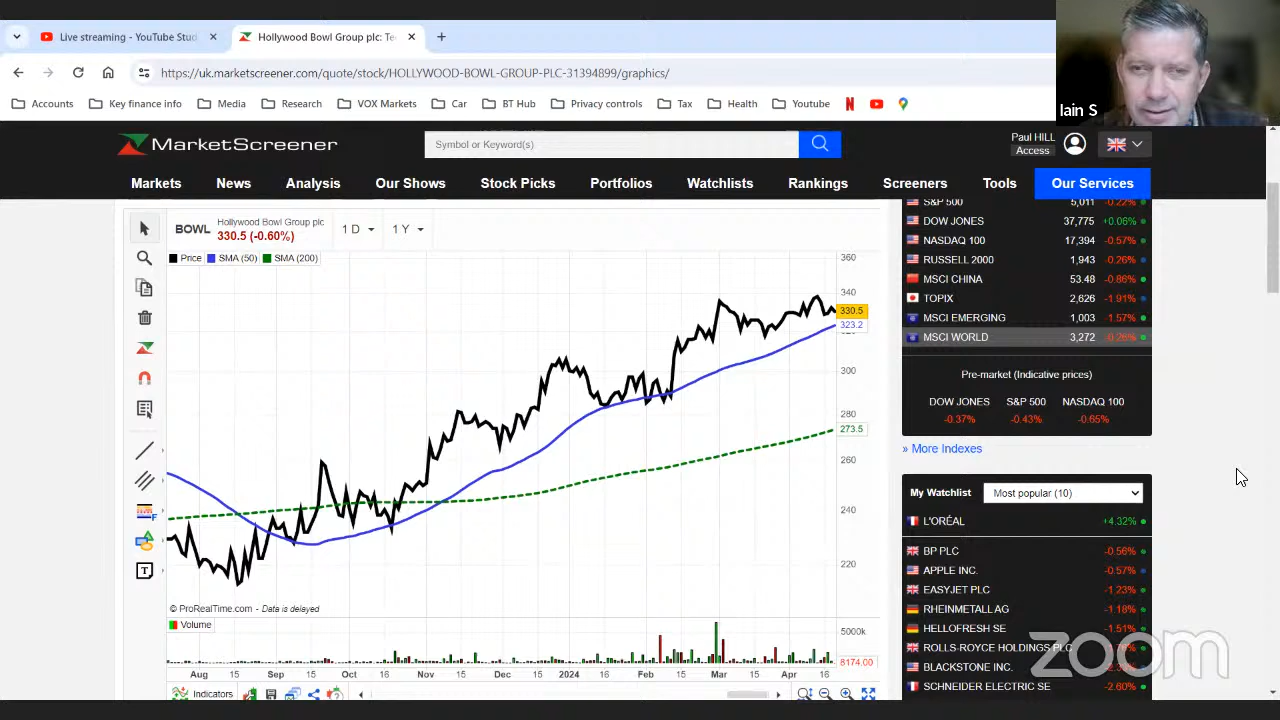 Live streaming - YouTube Stud
Hollywood Bowl Group plc: Te
https://uk.marketscreener.com/quote/stock/HOLLYWOOD-BOWL-GROUP-PLC-31394899/graphics/
Accounts Key finance info Media Research VOX Markets Car BT Hub Privacy controls Tax Health Youtube
Iain S
MarketScreener
Symbol or Keyword(s)
Paul HILL
Access
Markets News Analysis Our Shows Stock Picks Portfolios Watchlists Rankings Screeners Tools Our Services
BOWL
Hollywood Bowl Group plc
330.5 (-0.60%)
1 D
1 Y
Price SMA (50) SMA (200)
360
340
330.5
323.2
300
280
273.5
260
240
220
© ProRealTime.com - Data is delayed
Volume
5000k
8174.00
Aug 15 Sep 15 Oct 16 Nov 15 Dec 15 2024 16 Feb 15 Mar 15 Apr 16
Indicators
S&P 500 5,011 -0.22%
DOW JONES 37,775 +0.06%
NASDAQ 100 17,394 -0.57%
RUSSELL 2000 1,943 -0.26%
MSCI CHINA 53.48 -0.86%
TOPIX 2,626 -1.91%
MSCI EMERGING 1,003 -1.57%
MSCI WORLD 3,272 -0.26%
Pre-market (Indicative prices)
DOW JONES S&P 500 NASDAQ 100
-0.37% -0.43% -0.65%
» More Indexes
My Watchlist
Most popular (10)
L'ORÉAL +4.32%
BP PLC -0.56%
APPLE INC. -0.57%
EASYJET PLC -1.23%
RHEINMETALL AG -1.18%
HELLOFRESH SE -1.51%
ROLLS-ROYCE HOLDINGS PLC
BLACKSTONE INC.
SCHNEIDER ELECTRIC SE -2.60%
zoom